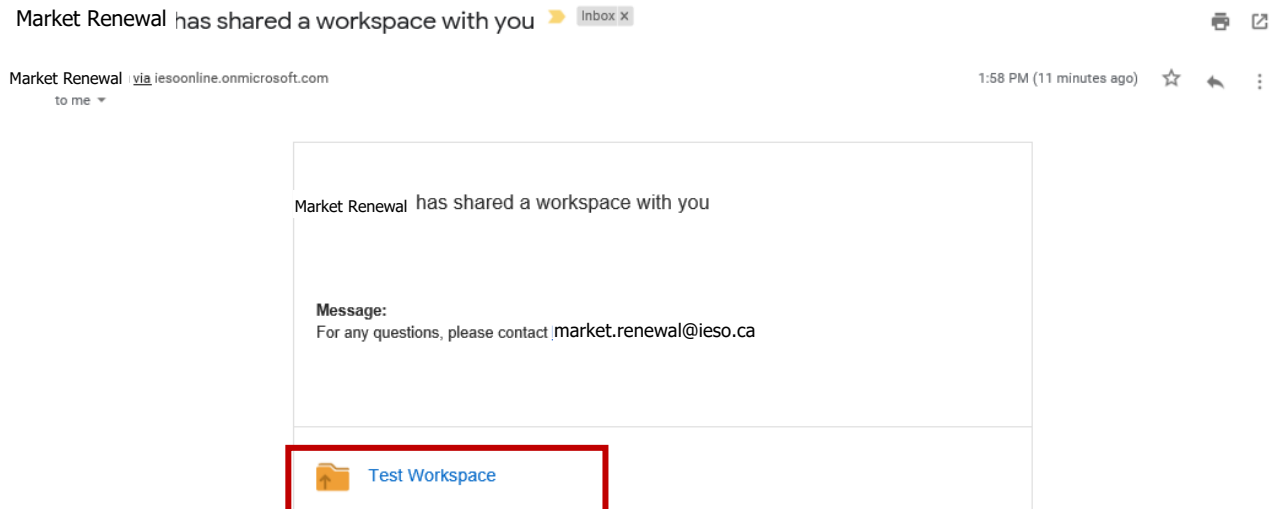 Market Renewal has shared a workspace with you Inbox x
Market Renewal via iesoonline.onmicrosoft.com 1:58 PM (11 minutes ago)
to me
Market Renewal has shared a workspace with you
Message:
For any questions, please contact market.renewal@ieso.ca
Test Workspace